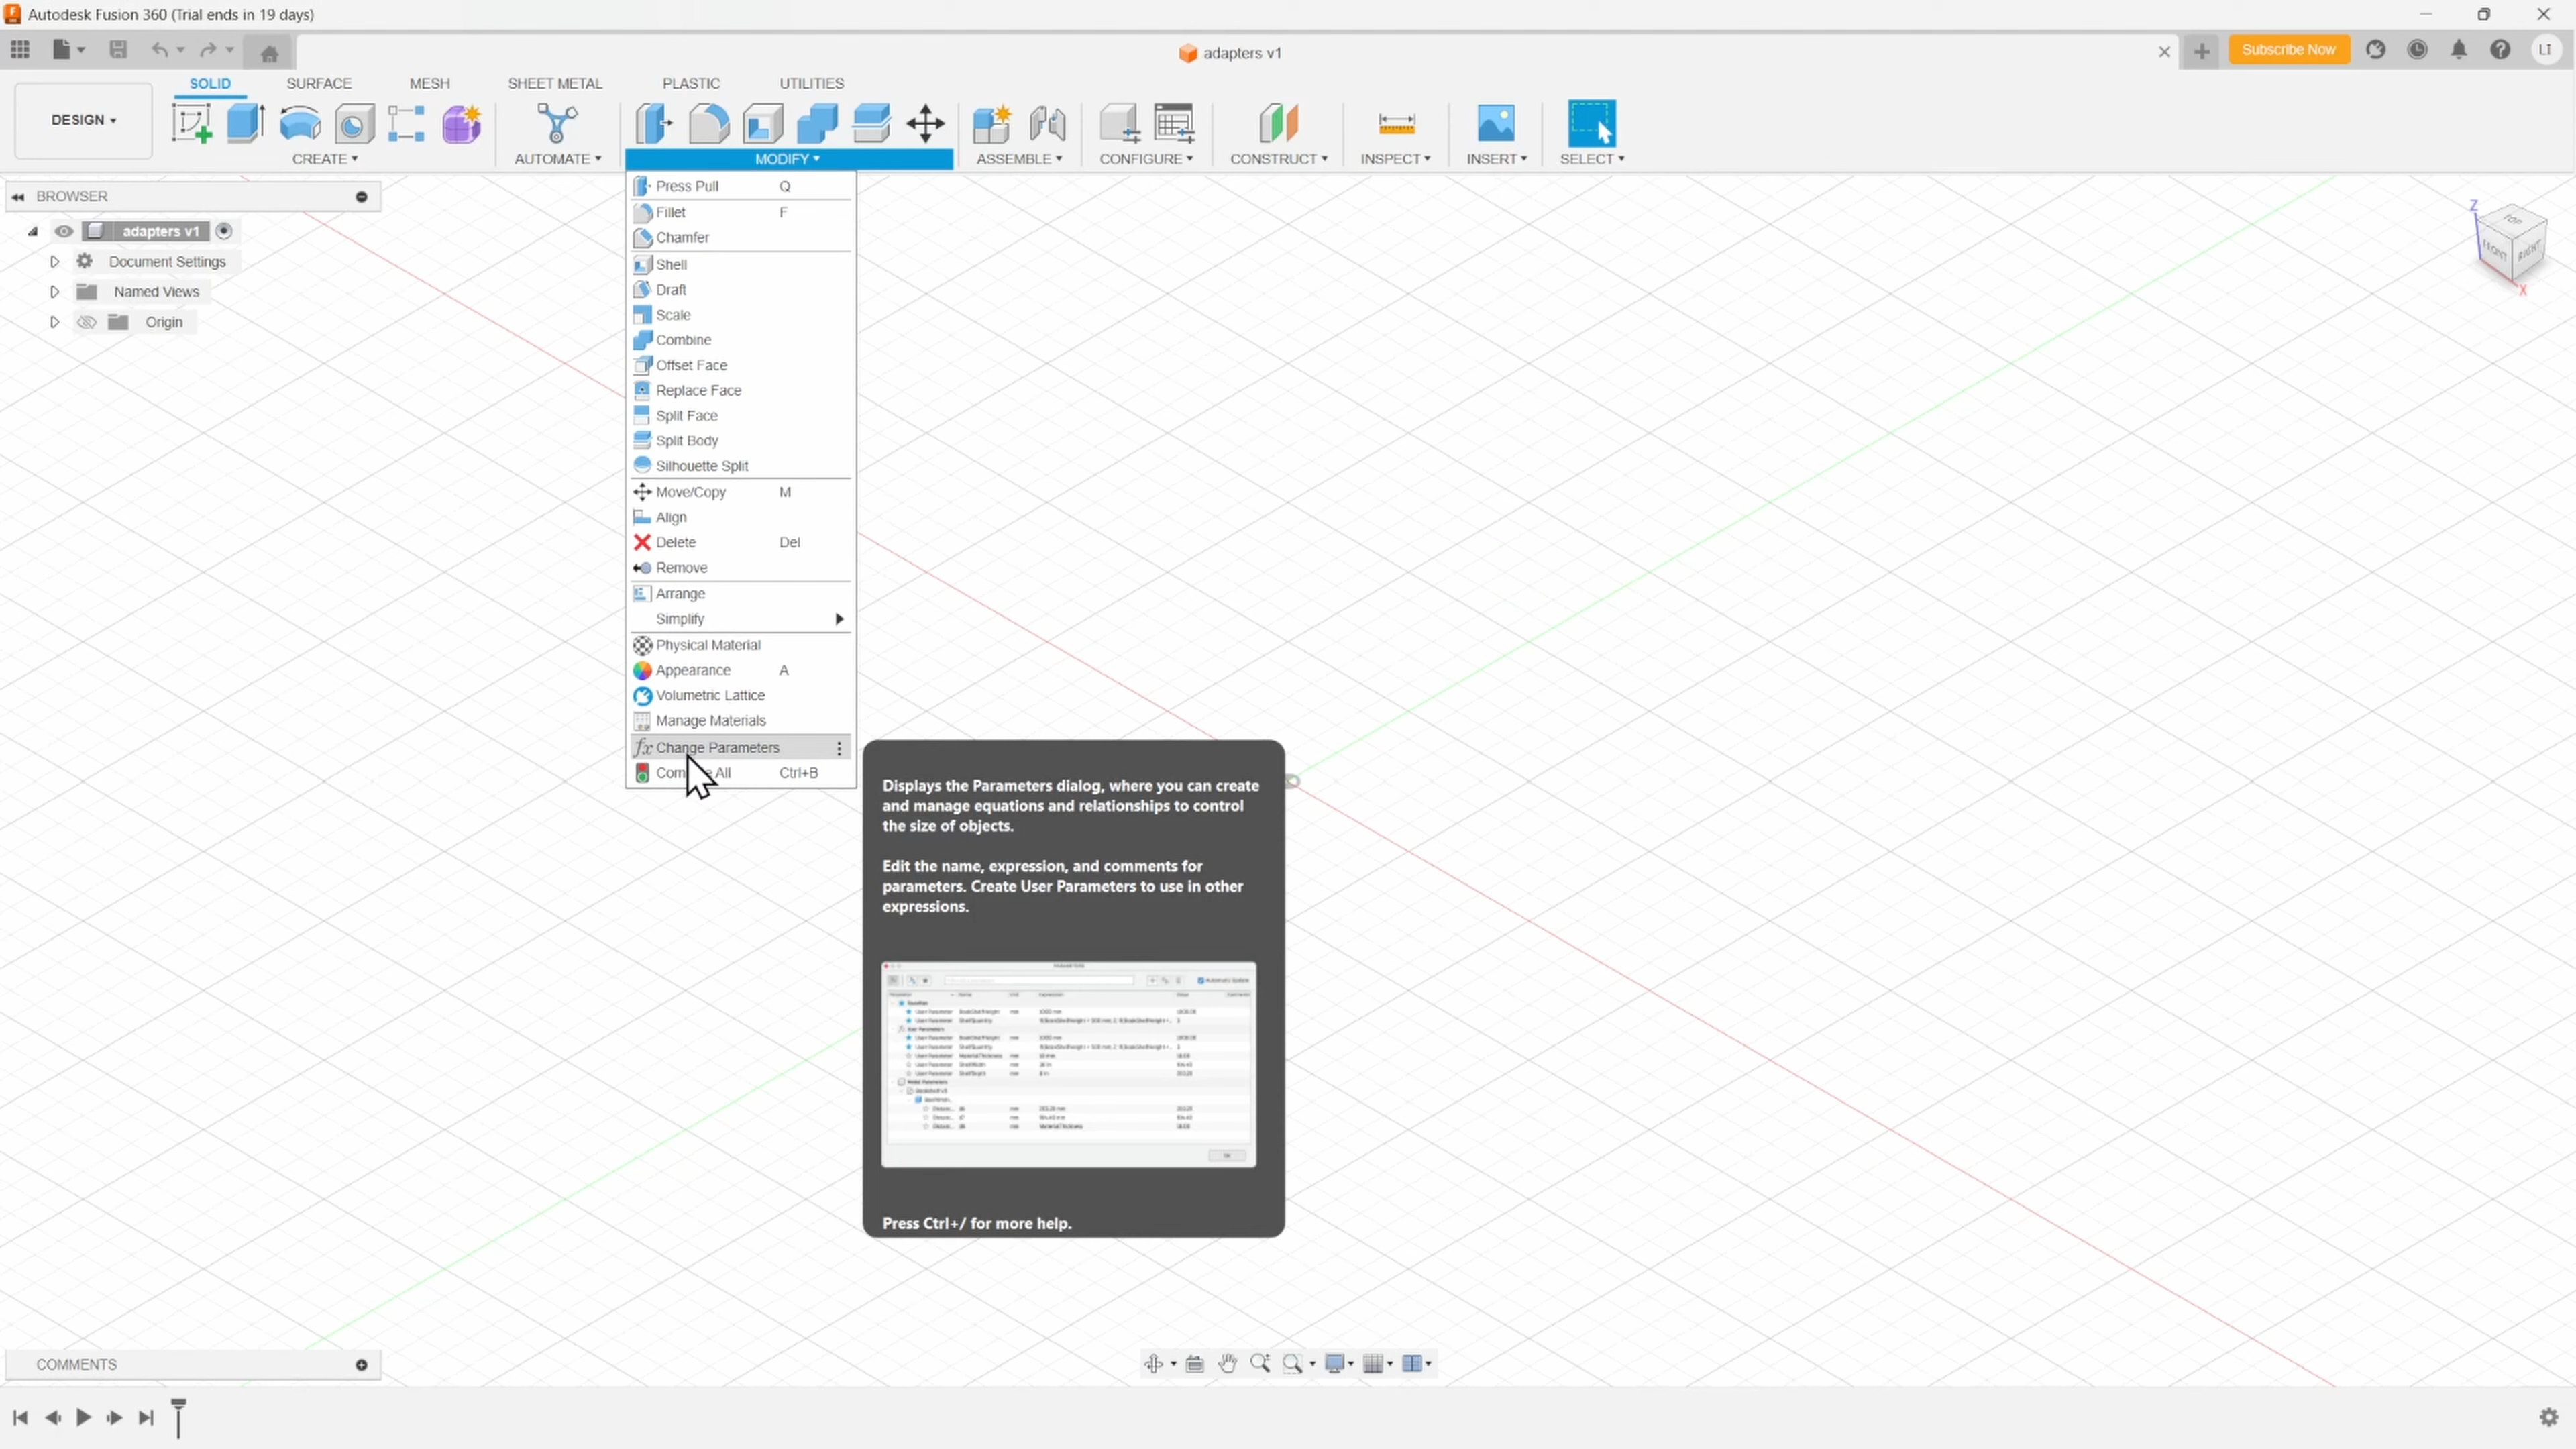 Autodesk Fusion 360 (Trial ends in 19 days)
adapters v1
Subscribe Now
LI
DESIGN
SOLID
SURFACE
MESH
SHEET METAL
PLASTIC
UTILITIES
CREATE
AUTOMATE
MODIFY
ASSEMBLE
CONFIGURE
CONSTRUCT
INSPECT
INSERT
SELECT
BROWSER
adapters v1
Document Settings
Named Views
Origin
Press Pull Q
Fillet F
Chamfer
Shell
Draft
Scale
Combine
Offset Face
Replace Face
Split Face
Split Body
Silhouette Split
Move/Copy M
Align
Delete Del
Remove
Arrange
Simplify
Physical Material
Appearance A
Volumetric Lattice
Manage Materials
fx Change Parameters
All Ctrl+B
Displays the Parameters dialog, where you can create
and manage equations and relationships to control
the size of objects.
Edit the name, expression, and comments for
parameters. Create User Parameters to use in other
expressions.
Press Ctrl+/ for more help.
Z
TOP
FRONT
RIGHT
X
COMMENTS